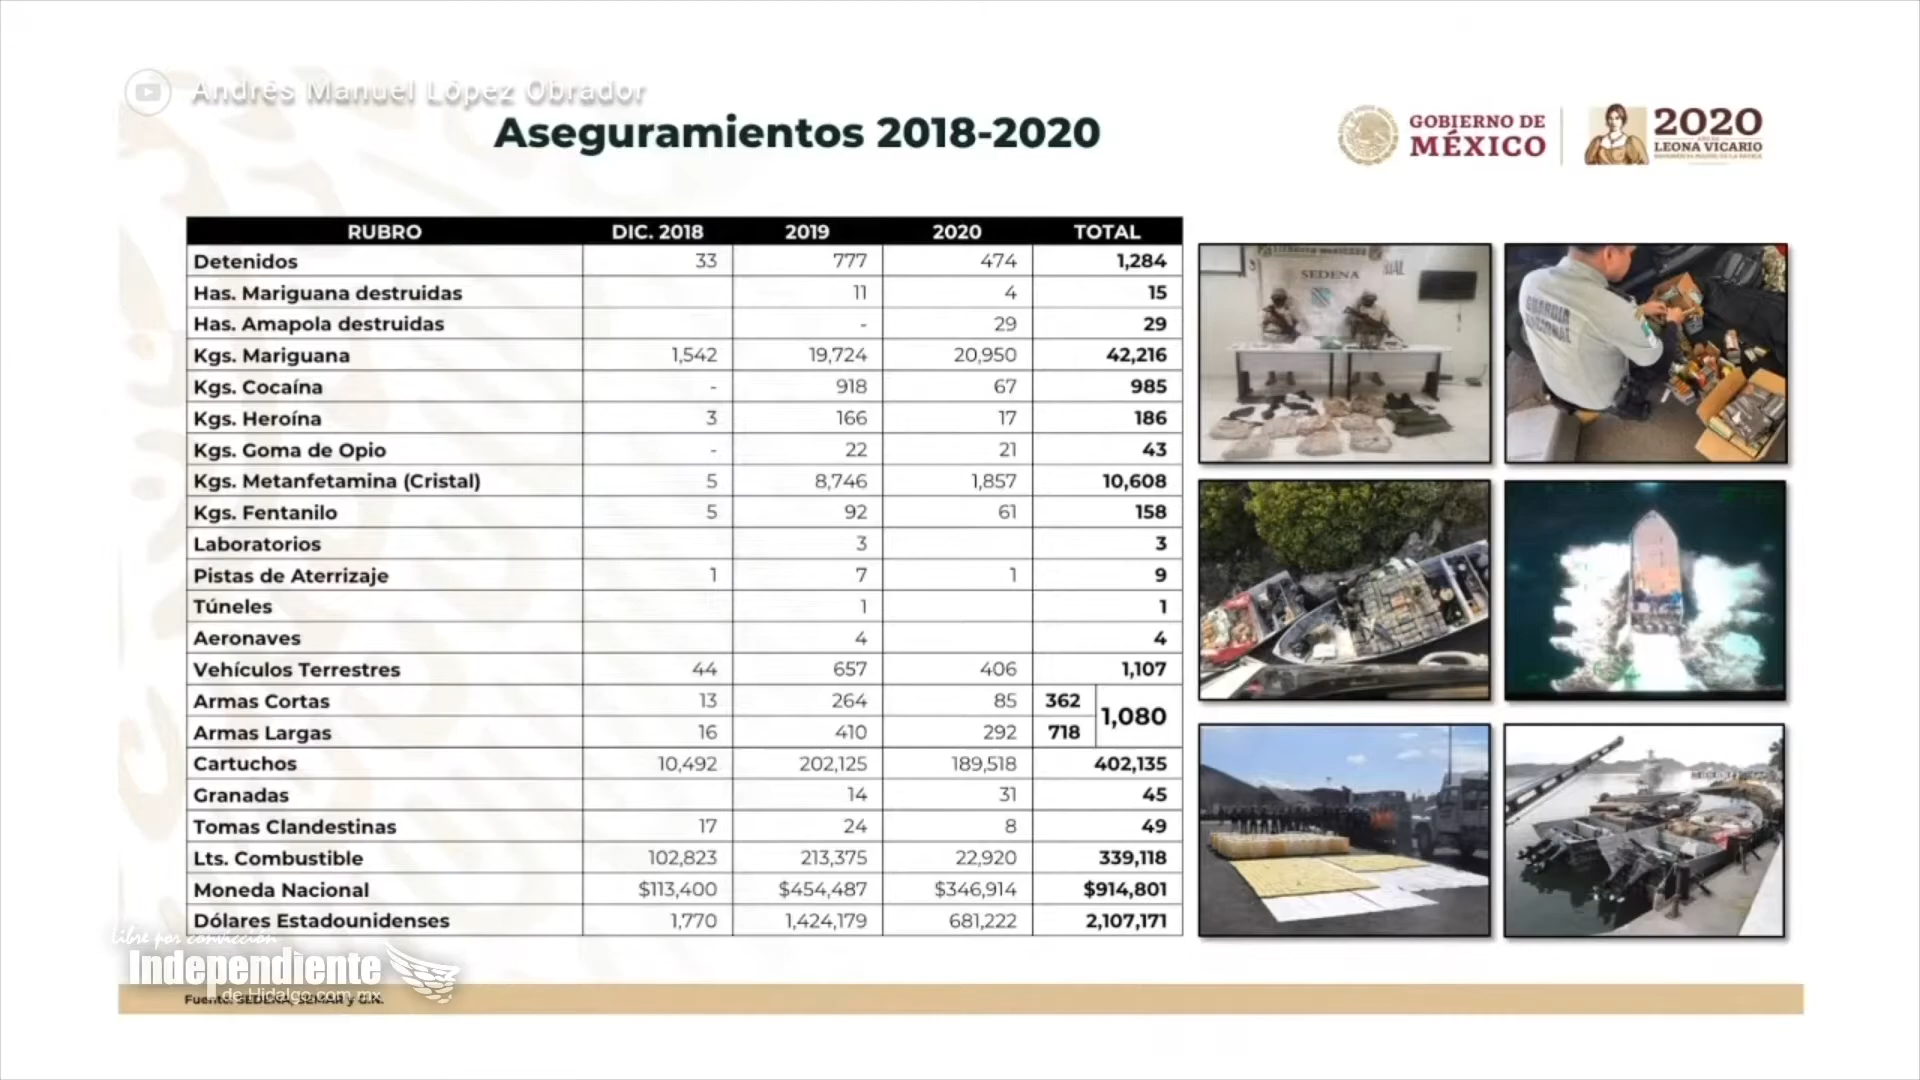 Andrés Manuel López Obrador
Aseguramientos 2018-2020
GOBIERNO DE
MÉXICO
2020
LEONA VICARIO
RUBRO DIC. 2018 2019 2020 TOTAL
Detenidos 33 777 474 1,284
Has. Mariguana destruidas 11 4 15
Has. Amapola destruidas - 29 29
Kgs. Mariguana 1,542 19,724 20,950 42,216
Kgs. Cocaína - 918 67 985
Kgs. Heroína 3 166 17 186
Kgs. Goma de Opio - 22 21 43
Kgs. Metanfetamina (Cristal) 5 8,746 1,857 10,608
Kgs. Fentanilo 5 92 61 158
Laboratorios 3 3
Pistas de Aterrizaje 1 7 1 9
Túneles 1 1
Aeronaves 4 4
Vehículos Terrestres 44 657 406 1,107
Armas Cortas 13 264 85 362
1,080
Armas Largas 16 410 292 718
Cartuchos 10,492 202,125 189,518 402,135
Granadas 14 31 45
Tomas Clandestinas 17 24 8 49
Lts. Combustible 102,823 213,375 22,920 339,118
Moneda Nacional $113,400 $454,487 $346,914 $914,801
Dólares Estadounidenses 1,770 1,424,179 681,222 2,107,171
SEDENA
GUARDIA
NACIONAL
libre por convicción
Independiente
de Hidalgo.com.mx
Fuente: SEDENA, SEMAR y G.N.